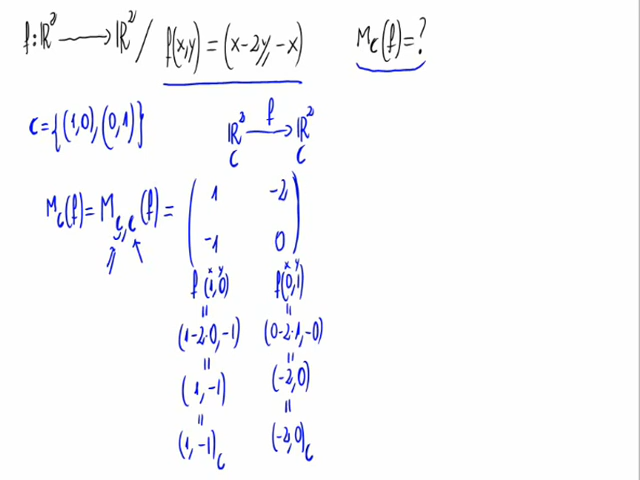 f: ℝ² ⟶ ℝ² / f(x,y) = (x-2y, -x)    M_C(f) = ?
C = {(1,0), (0,1)}
ℝ² f⟶ ℝ²
C C
M_C(f) = M_{C,C}(f) = ( 1 -2
-1 0 )
x y    x y
f(1,0)    f(0,1)
=    =
(1-2·0, -1)    (0-2·1, -0)
=    =
(1, -1)    (-2, 0)
=    =
(1, -1)_C    (-2, 0)_C